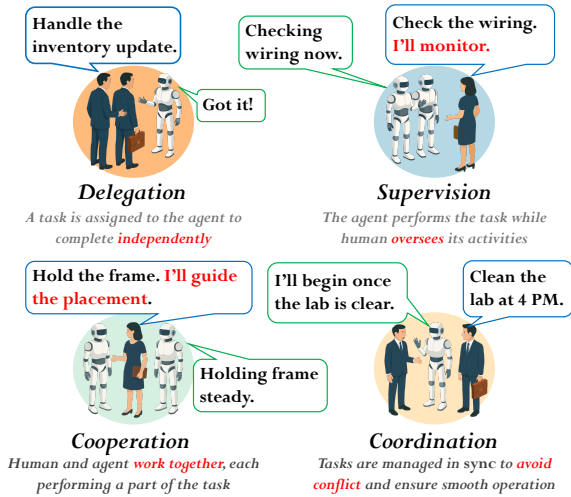 Handle the
inventory update.
Got it!
Delegation
A task is assigned to the agent to
complete independently
Checking
wiring now.
Check the wiring.
I'll monitor.
Supervision
The agent performs the task while
human oversees its activities
Hold the frame. I'll guide
the placement.
Holding frame
steady.
Cooperation
Human and agent work together, each
performing a part of the task
I'll begin once
the lab is clear.
Clean the
lab at 4 PM.
Coordination
Tasks are managed in sync to avoid
conflict and ensure smooth operation